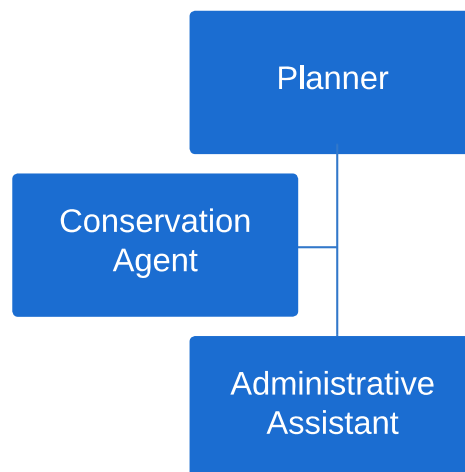 Planner
Conservation
Agent
Administrative
Assistant